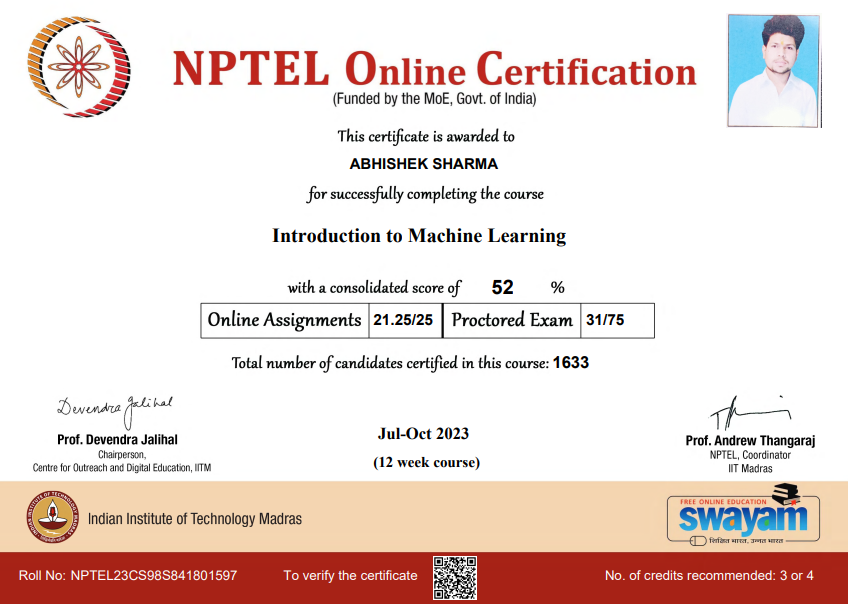 NPTEL Online Certification
(Funded by the MoE, Govt. of India)
This certificate is awarded to
ABHISHEK SHARMA
for successfully completing the course
Introduction to Machine Learning
with a consolidated score of 52 %
Online Assignments 21.25/25 Proctored Exam 31/75
Total number of candidates certified in this course: 1633
Devendra Jalihal
Prof. Devendra Jalihal
Chairperson,
Centre for Outreach and Digital Education, IITM
Jul-Oct 2023
(12 week course)
Prof. Andrew Thangaraj
NPTEL, Coordinator
IIT Madras
Indian Institute of Technology Madras
FREE ONLINE EDUCATION
swayam
शिक्षित भारत, उन्नत भारत
Roll No: NPTEL23CS98S841801597
To verify the certificate
No. of credits recommended: 3 or 4